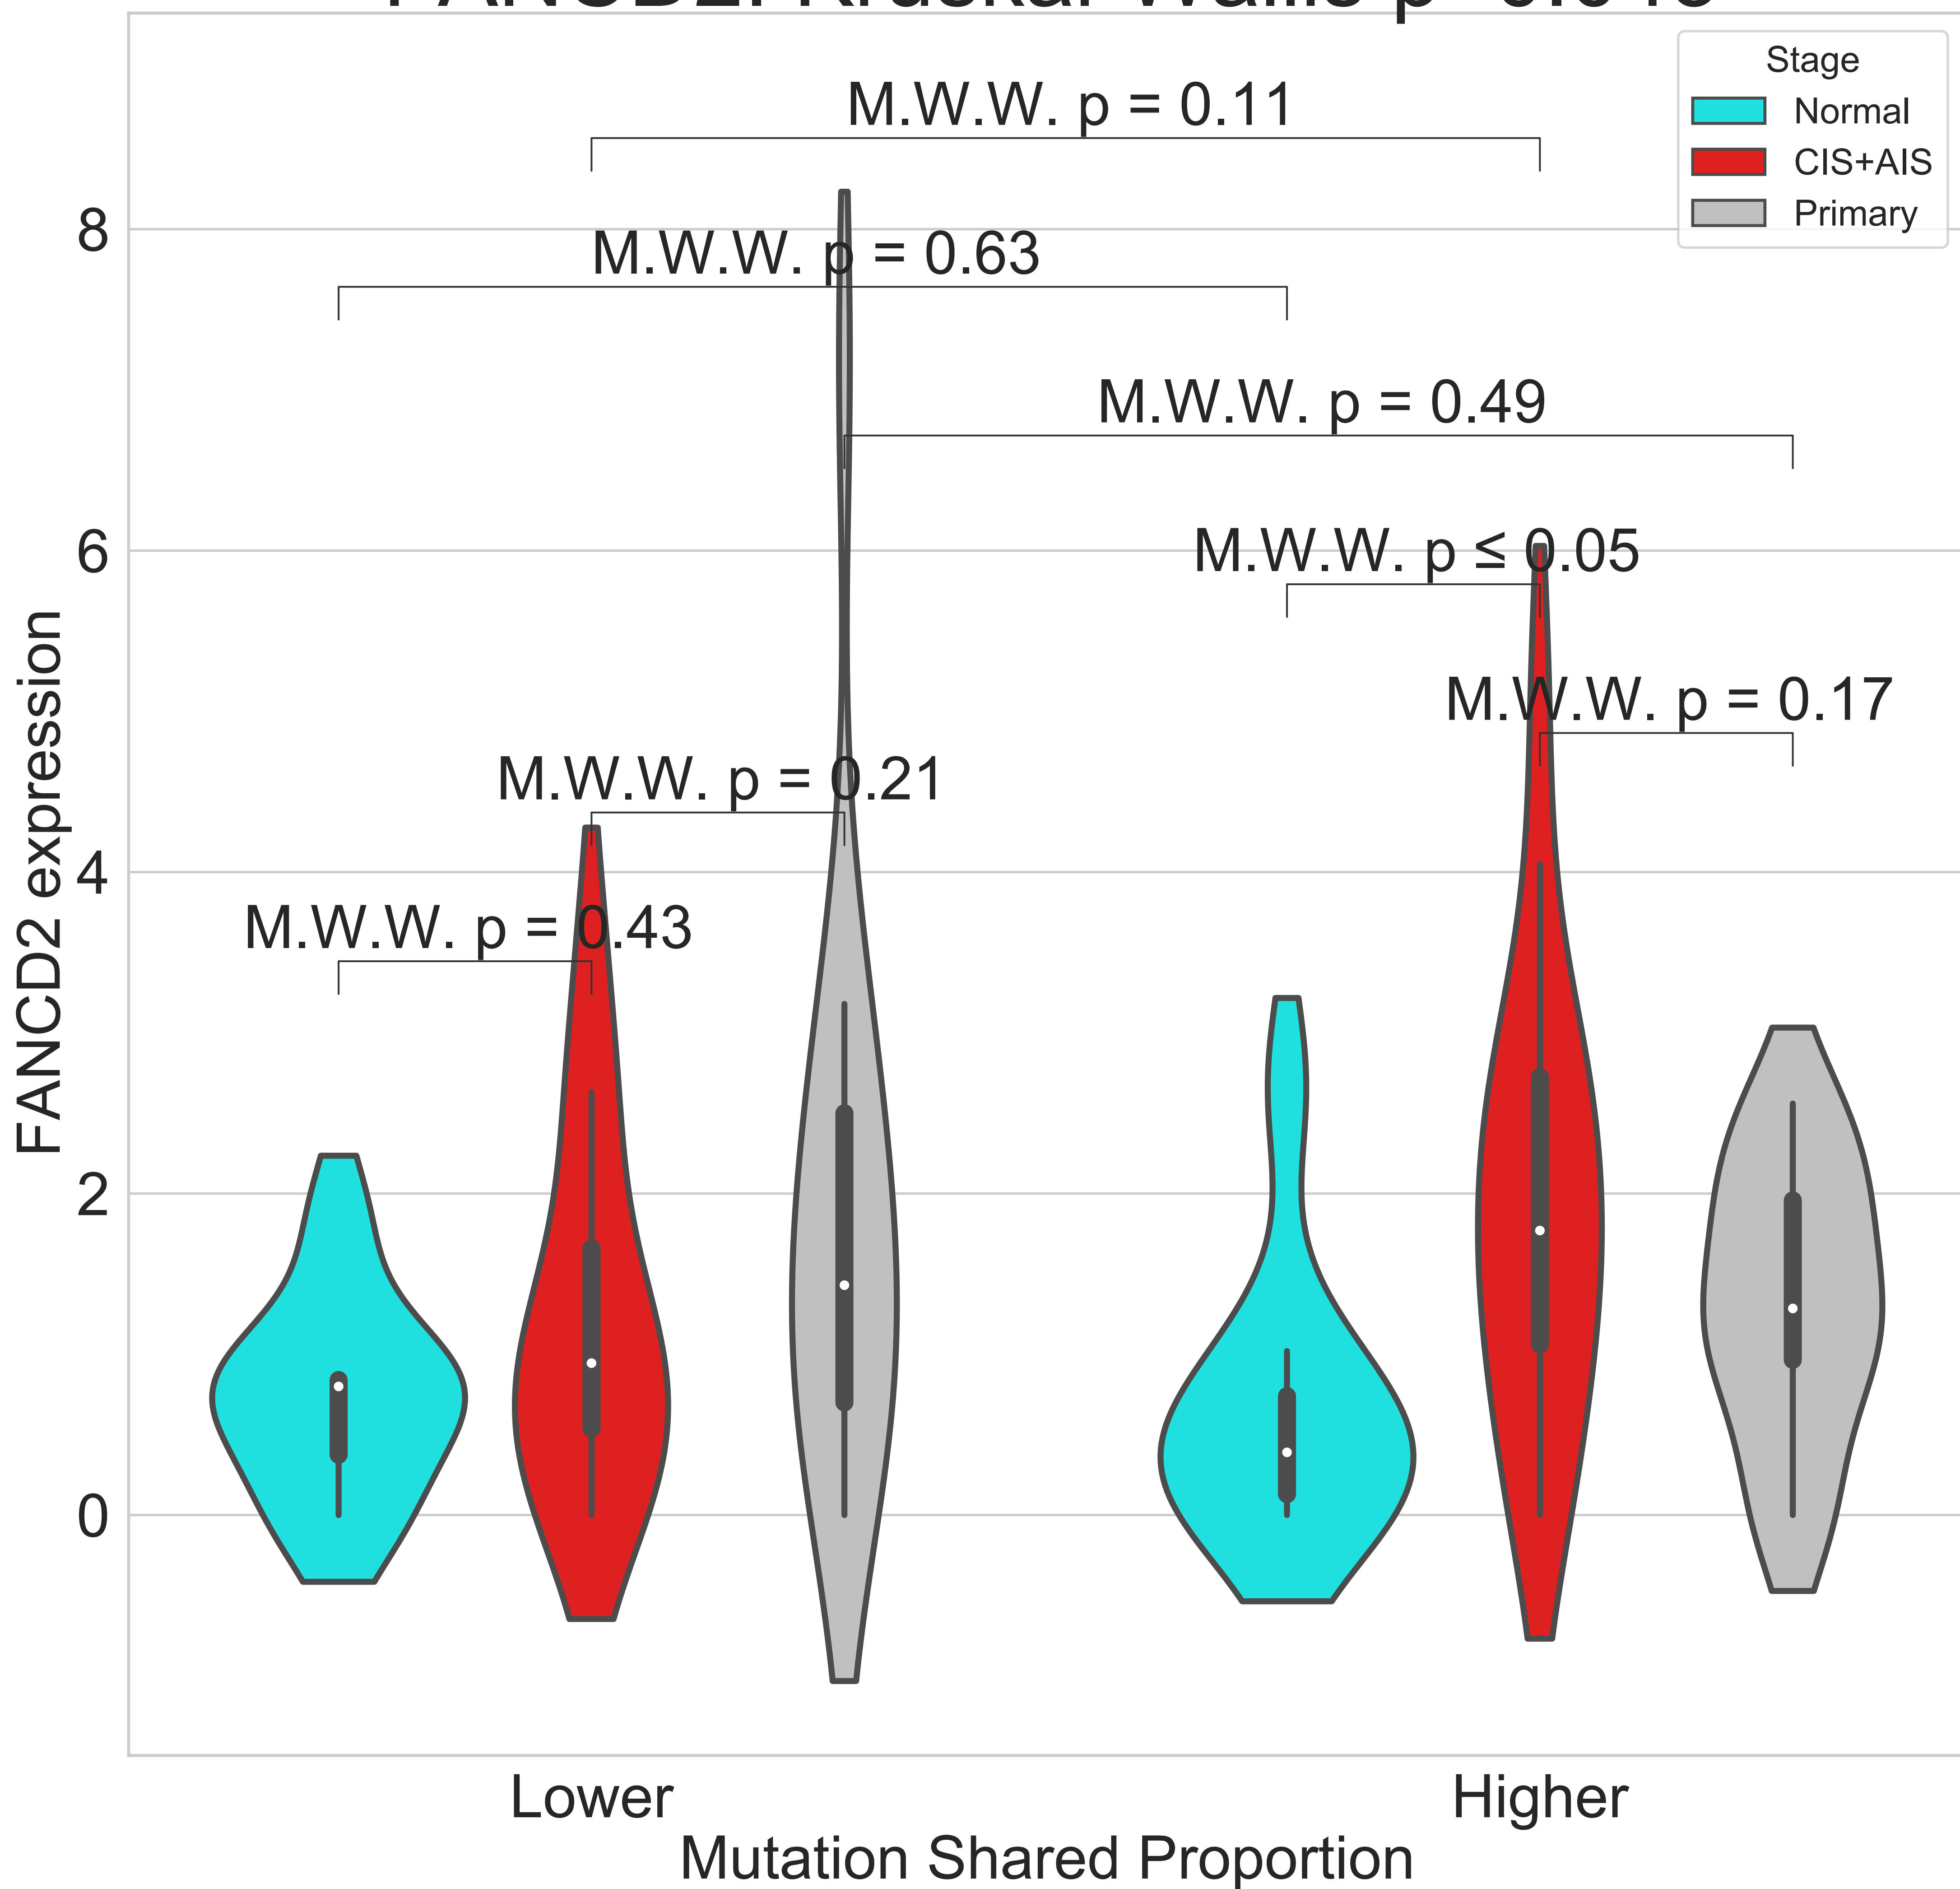 Stage
Normal
CIS+AIS
Primary
M.W.W. p = 0.11
M.W.W. p = 0.63
M.W.W. p = 0.49
M.W.W. p ≤ 0.05
M.W.W. p = 0.17
M.W.W. p = 0.21
M.W.W. p = 0.43
FANCD2 expression
8
6
4
2
0
Lower
Higher
Mutation Shared Proportion